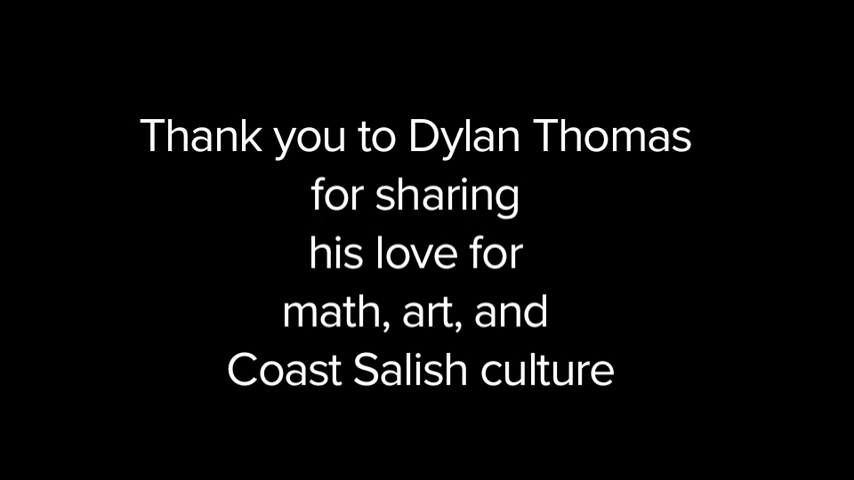 Thank you to Dylan Thomas
for sharing
his love for
math, art, and
Coast Salish culture